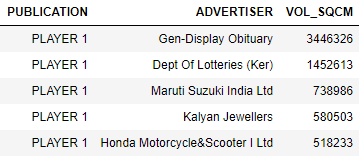 PUBLICATION ADVERTISER VOL_SQCM
PLAYER 1 Gen-Display Obituary 3446326
PLAYER 1 Dept Of Lotteries (Ker) 1452613
PLAYER 1 Maruti Suzuki India Ltd 738986
PLAYER 1 Kalyan Jewellers 580503
PLAYER 1 Honda Motorcycle&Scooter I Ltd 518233